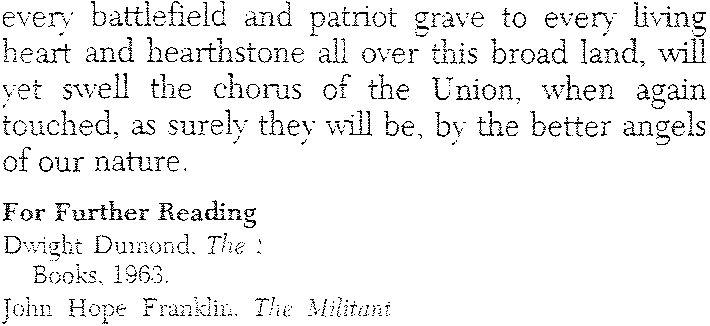 every battlefield and patriot grave to every living
heart and hearthstone all over this broad land, will
yet swell the chorus of the Union, when again
touched, as surely they will be, by the better angels
of our nature.
For Further Reading
Dwight Dumond. The
Books, 1963.
John Hope Franklin. The Militant